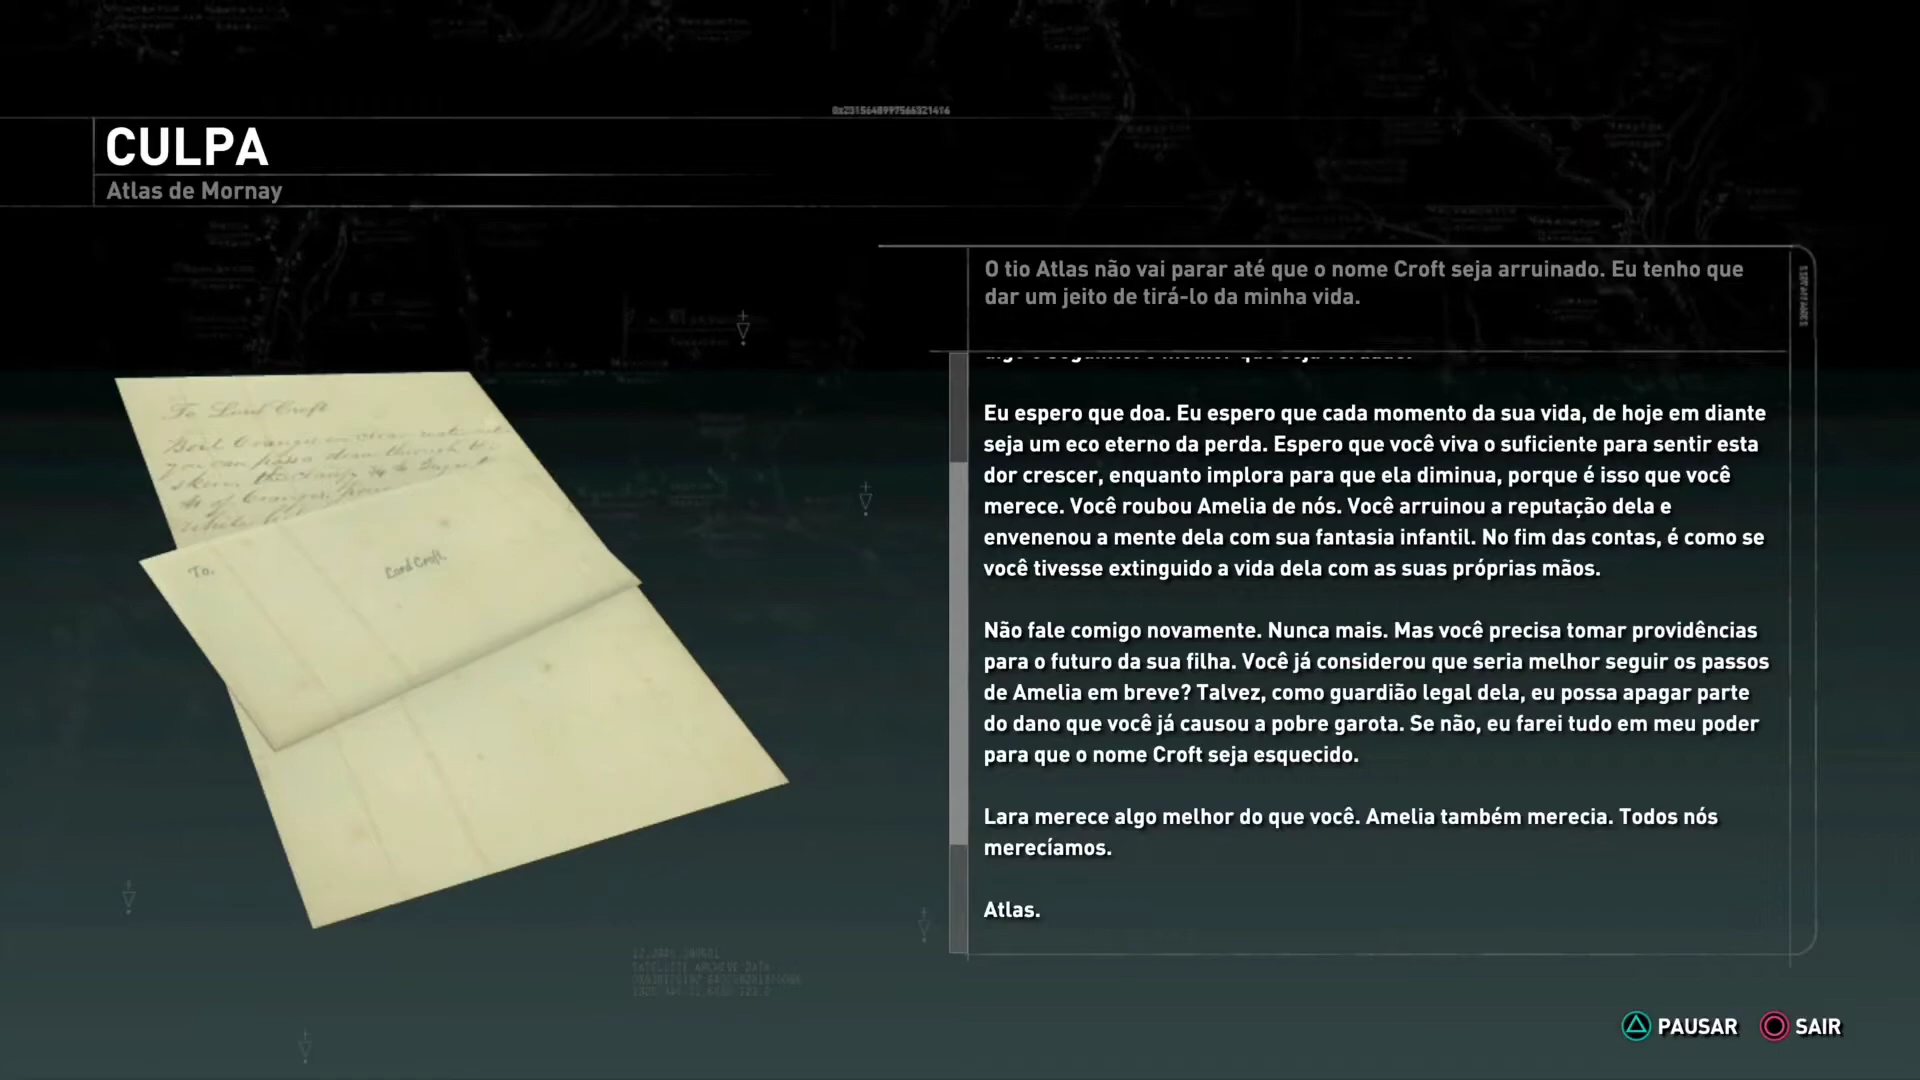 CULPA
Atlas de Mornay
O tio Atlas não vai parar até que o nome Croft seja arruinado. Eu tenho que
dar um jeito de tirá-lo da minha vida.
Eu espero que doa. Eu espero que cada momento da sua vida, de hoje em diante
seja um eco eterno da perda. Espero que você viva o suficiente para sentir esta
dor crescer, enquanto implora para que ela diminua, porque é isso que você
merece. Você roubou Amelia de nós. Você arruinou a reputação dela e
envenenou a mente dela com sua fantasia infantil. No fim das contas, é como se
você tivesse extinguido a vida dela com as suas próprias mãos.
Não fale comigo novamente. Nunca mais. Mas você precisa tomar providências
para o futuro da sua filha. Você já considerou que seria melhor seguir os passos
de Amelia em breve? Talvez, como guardião legal dela, eu possa apagar parte
do dano que você já causou a pobre garota. Se não, eu farei tudo em meu poder
para que o nome Croft seja esquecido.
Lara merece algo melhor do que você. Amelia também merecia. Todos nós
merecíamos.
Atlas.
To Lord Croft
To.
Lord Croft
PAUSAR
SAIR